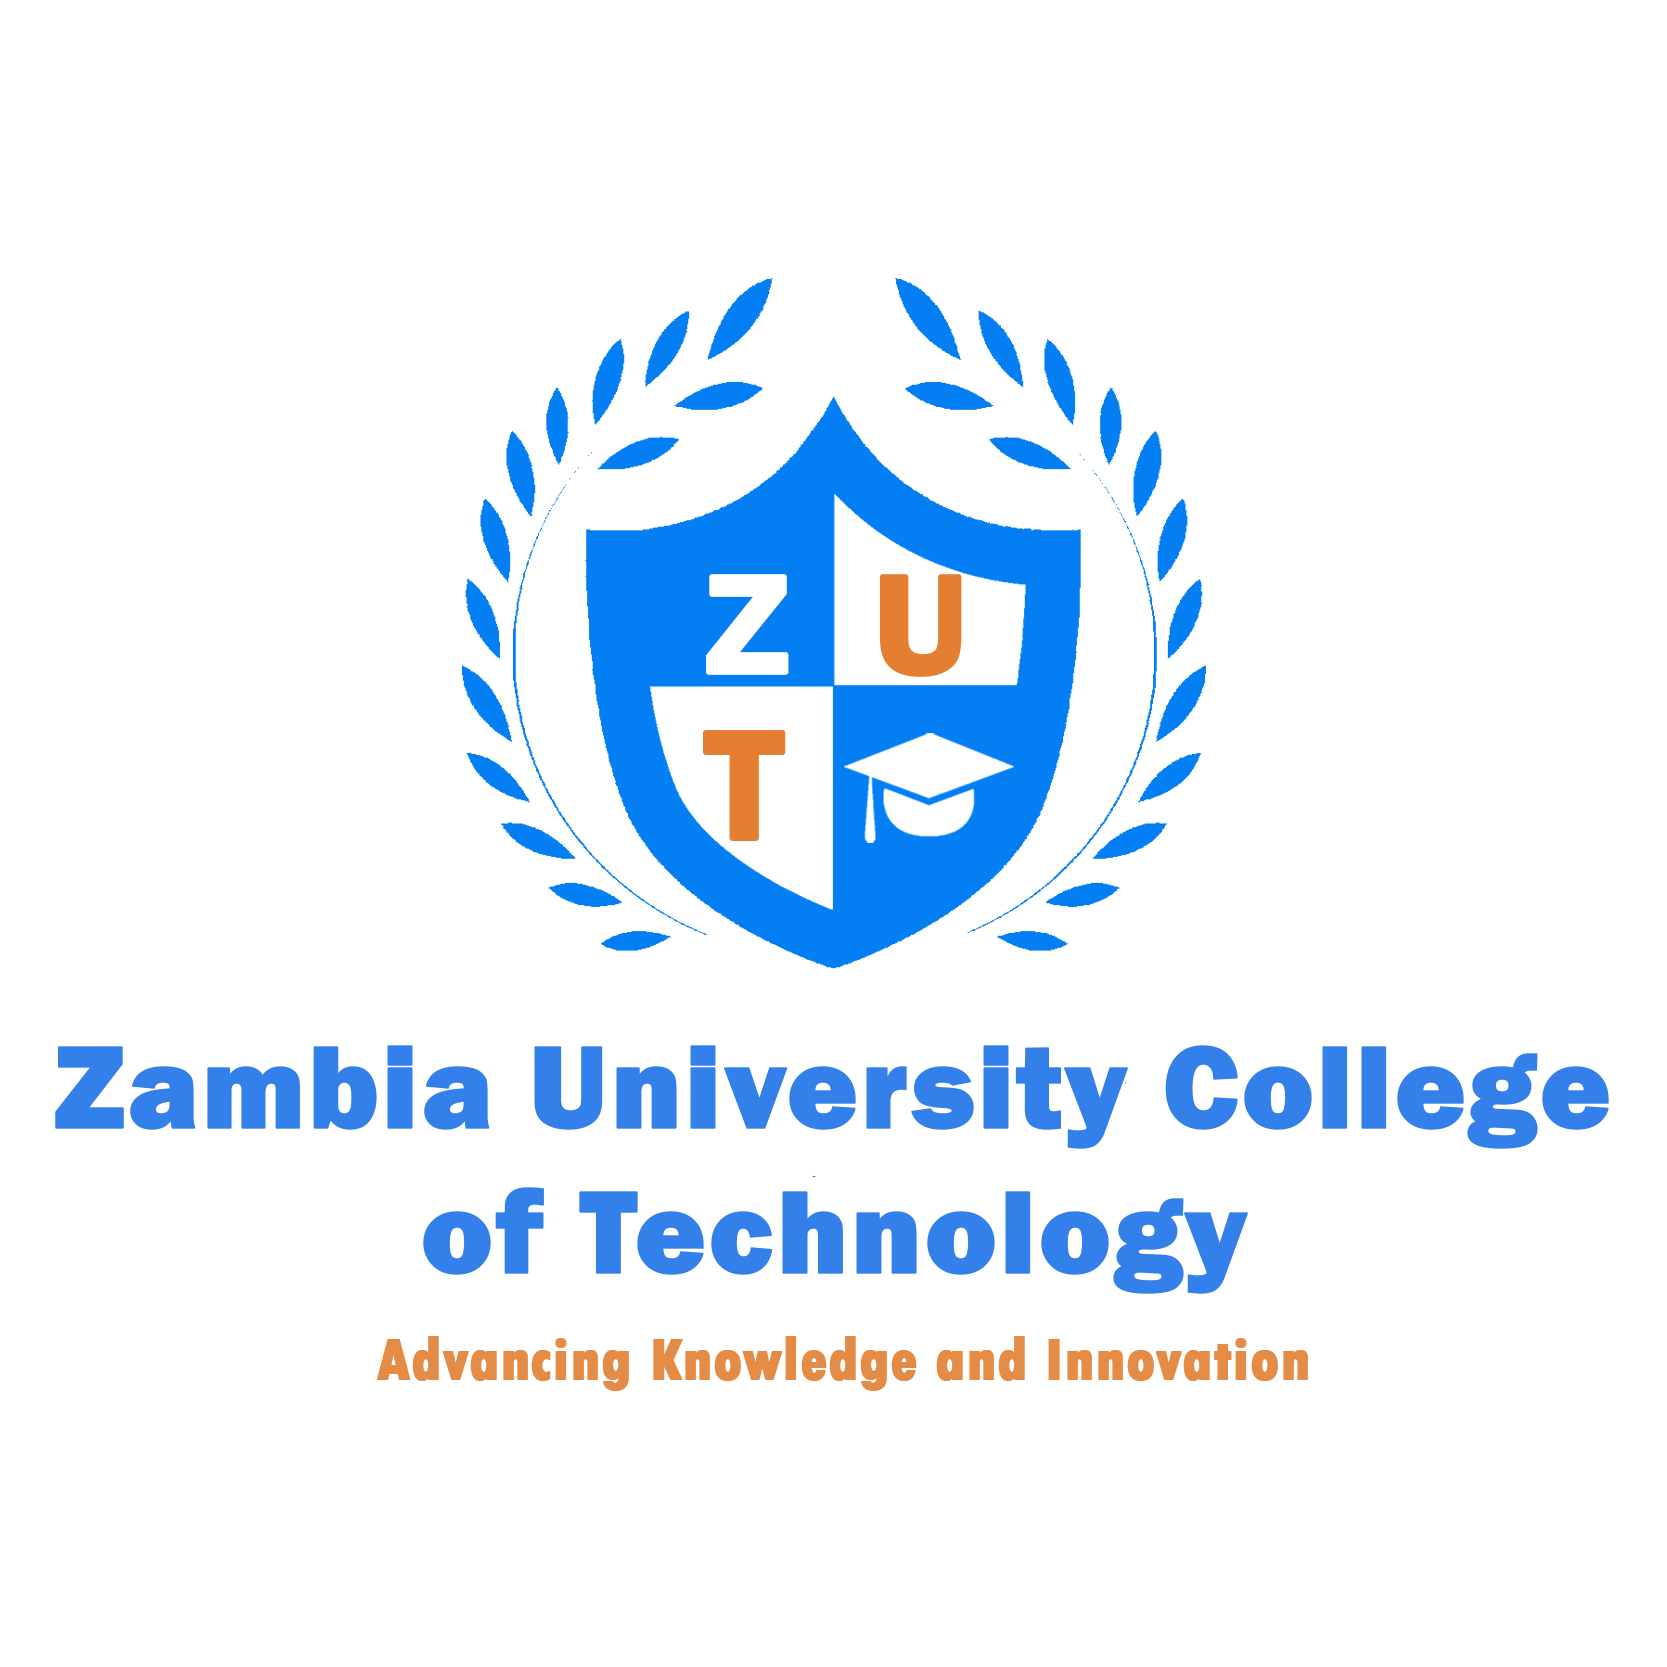 Z U
T
Zambia University College
of Technology
Advancing Knowledge and Innovation